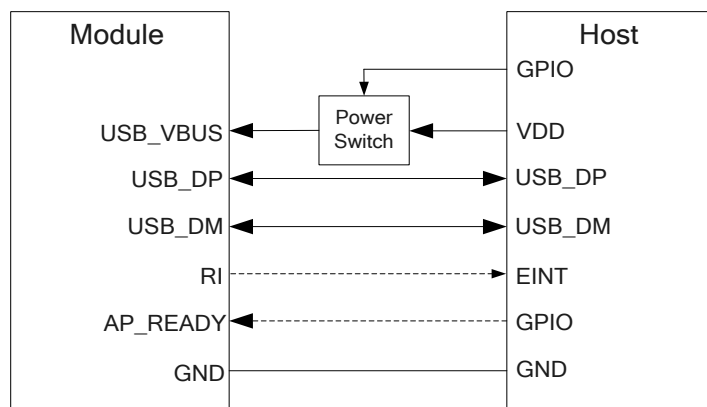 Module
Host
GPIO
Power
Switch
USB_VBUS
VDD
USB_DP
USB_DP
USB_DM
USB_DM
RI
EINT
AP_READY
GPIO
GND
GND